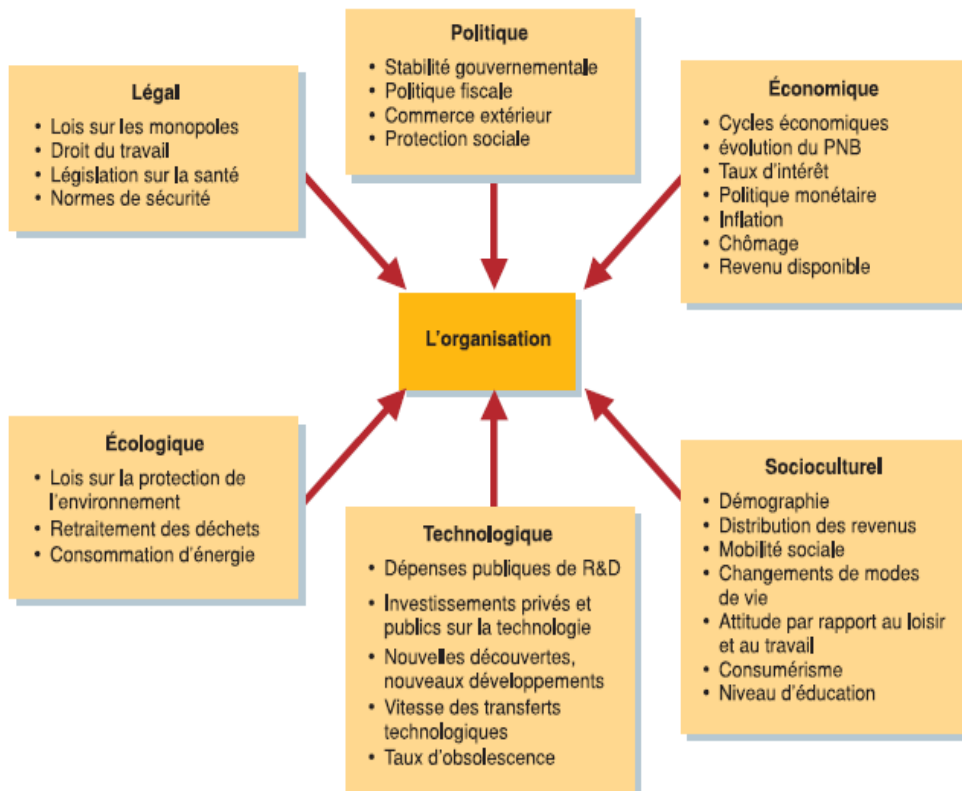 Politique
• Stabilité gouvernementale
• Politique fiscale
• Commerce extérieur
• Protection sociale
Légal
• Lois sur les monopoles
• Droit du travail
• Législation sur la santé
• Normes de sécurité
Économique
• Cycles économiques
• évolution du PNB
• Taux d'intérêt
• Politique monétaire
• Inflation
• Chômage
• Revenu disponible
L'organisation
Écologique
• Lois sur la protection de
l'environnement
• Retraitement des déchets
• Consommation d'énergie
Technologique
• Dépenses publiques de R&D
• Investissements privés et
publics sur la technologie
• Nouvelles découvertes,
nouveaux développements
• Vitesse des transferts
technologiques
• Taux d'obsolescence
Socioculturel
• Démographie
• Distribution des revenus
• Mobilité sociale
• Changements de modes
de vie
• Attitude par rapport au loisir
et au travail
• Consumérisme
• Niveau d'éducation